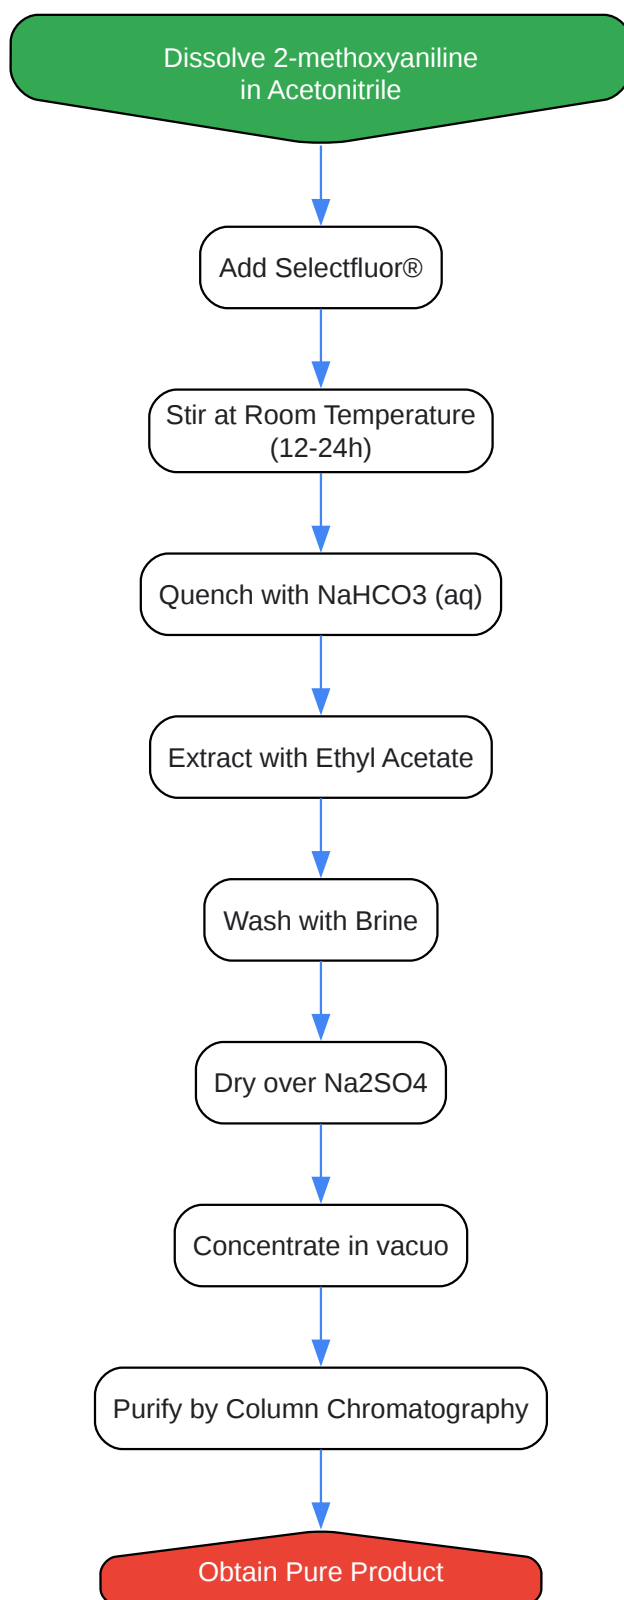 Dissolve 2-methoxyaniline
in Acetonitrile
Add Selectfluor®
Stir at Room Temperature
(12-24h)
Quench with NaHCO3 (aq)
Extract with Ethyl Acetate
Wash with Brine
Dry over Na2SO4
Concentrate in vacuo
Purify by Column Chromatography
Obtain Pure Product